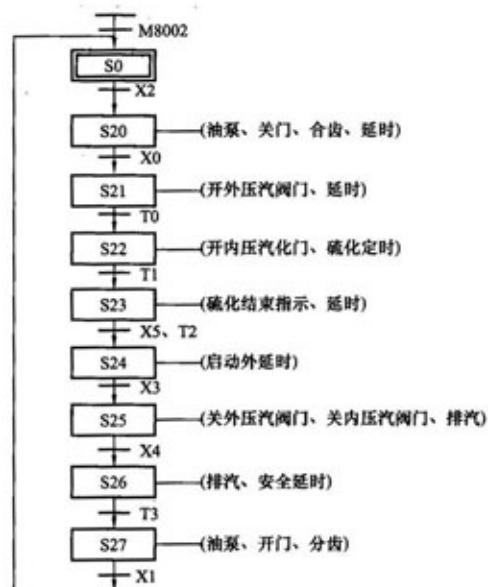 M8002
S0
X2
S20 (油泵、关门、合齿、延时)
X0
S21 (开外压汽阀门、延时)
T0
S22 (开内压汽化门、硫化定时)
T1
S23 (硫化结束指示、延时)
X5、T2
S24 (启动外延时)
X3
S25 (关外压汽阀门、关内压汽阀门、排汽)
X4
S26 (排汽、安全延时)
T3
S27 (油泵、开门、分齿)
X1